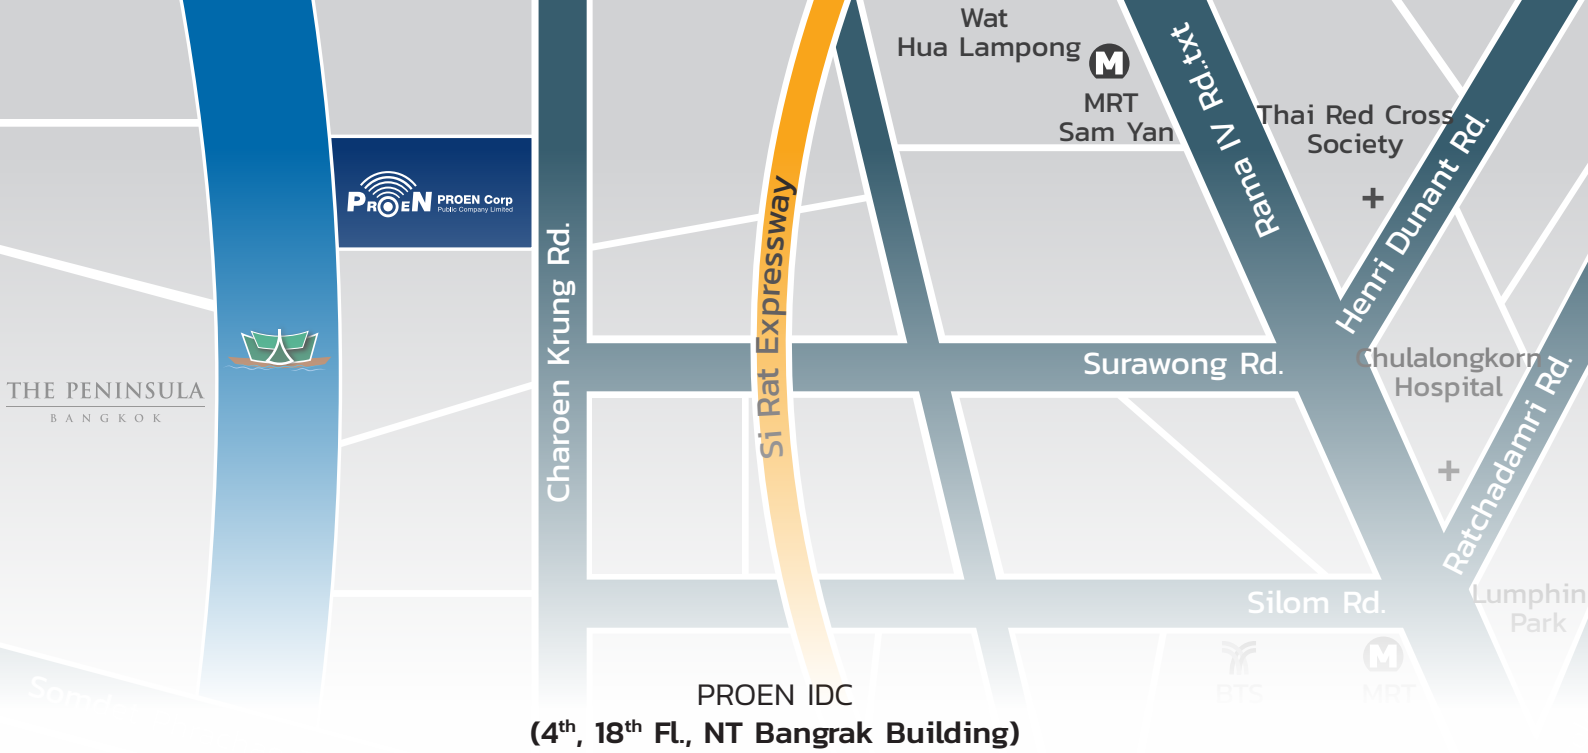 Wat
Hua Lampong
M
MRT
Sam Yan
Rama IV Rd..txt
Thai Red Cross
Society
Henri Dunant Rd.
PROEN PROEN Corp
Public Company Limited
Charoen Krung Rd.
Si Rat Expressway
Surawong Rd.
Chulalongkorn
Hospital
Ratchadamri Rd.
THE PENINSULA
BANGKOK
Silom Rd.
Lumphin
Park
M
BTS
MRT
PROEN IDC
(4th, 18th Fl., NT Bangrak Building)